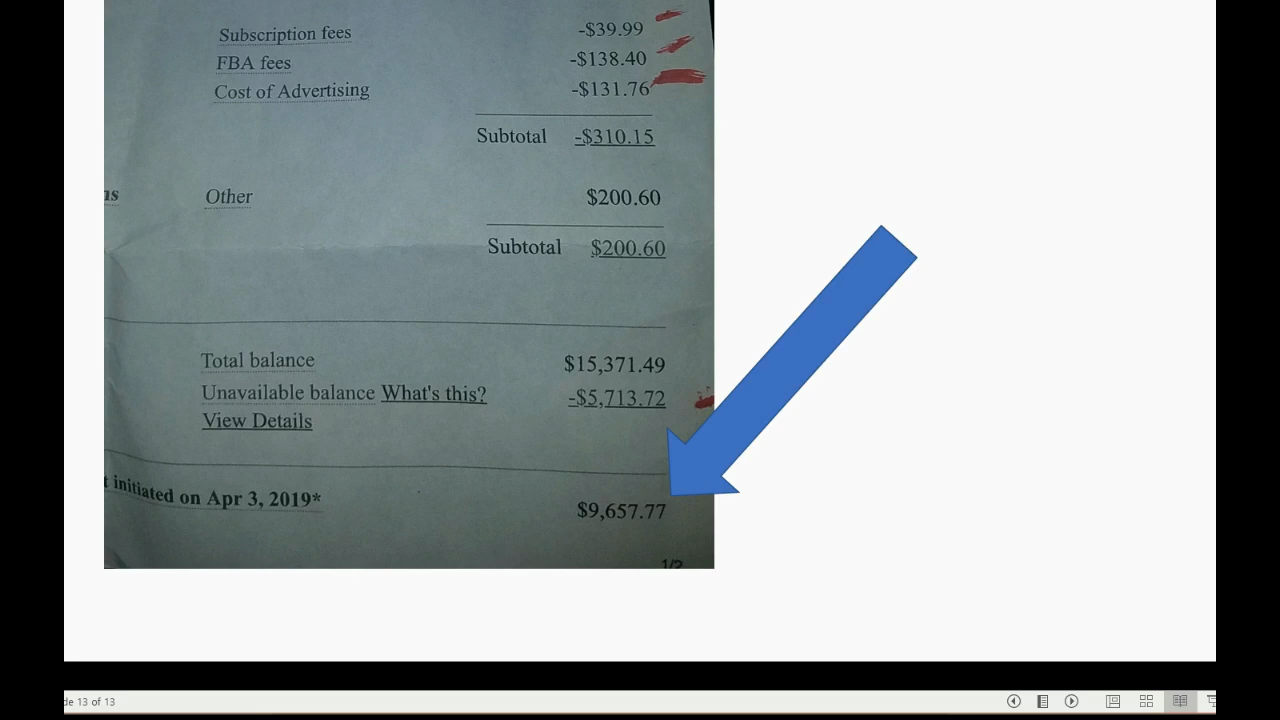 Subscription fees -$39.99
FBA fees -$138.40
Cost of Advertising -$131.76
Subtotal -$310.15
Other $200.60
Subtotal $200.60
Total balance $15,371.49
Unavailable balance What's this? -$5,713.72
View Details
initiated on Apr 3, 2019* $9,657.77
1/2
13 of 13